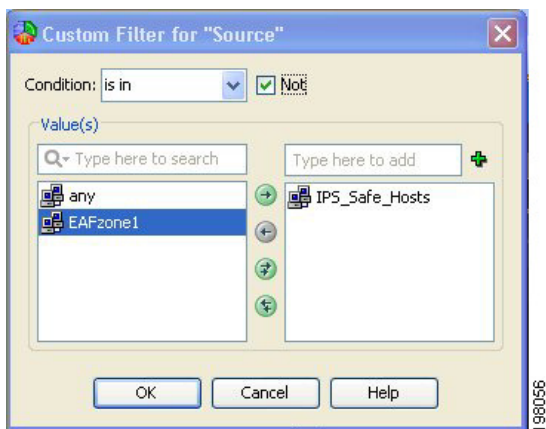 Custom Filter for "Source"
Condition: is in Not
Value(s)
Type here to search Type here to add
any IPS_Safe_Hosts
EAFzone1
OK Cancel Help
198056